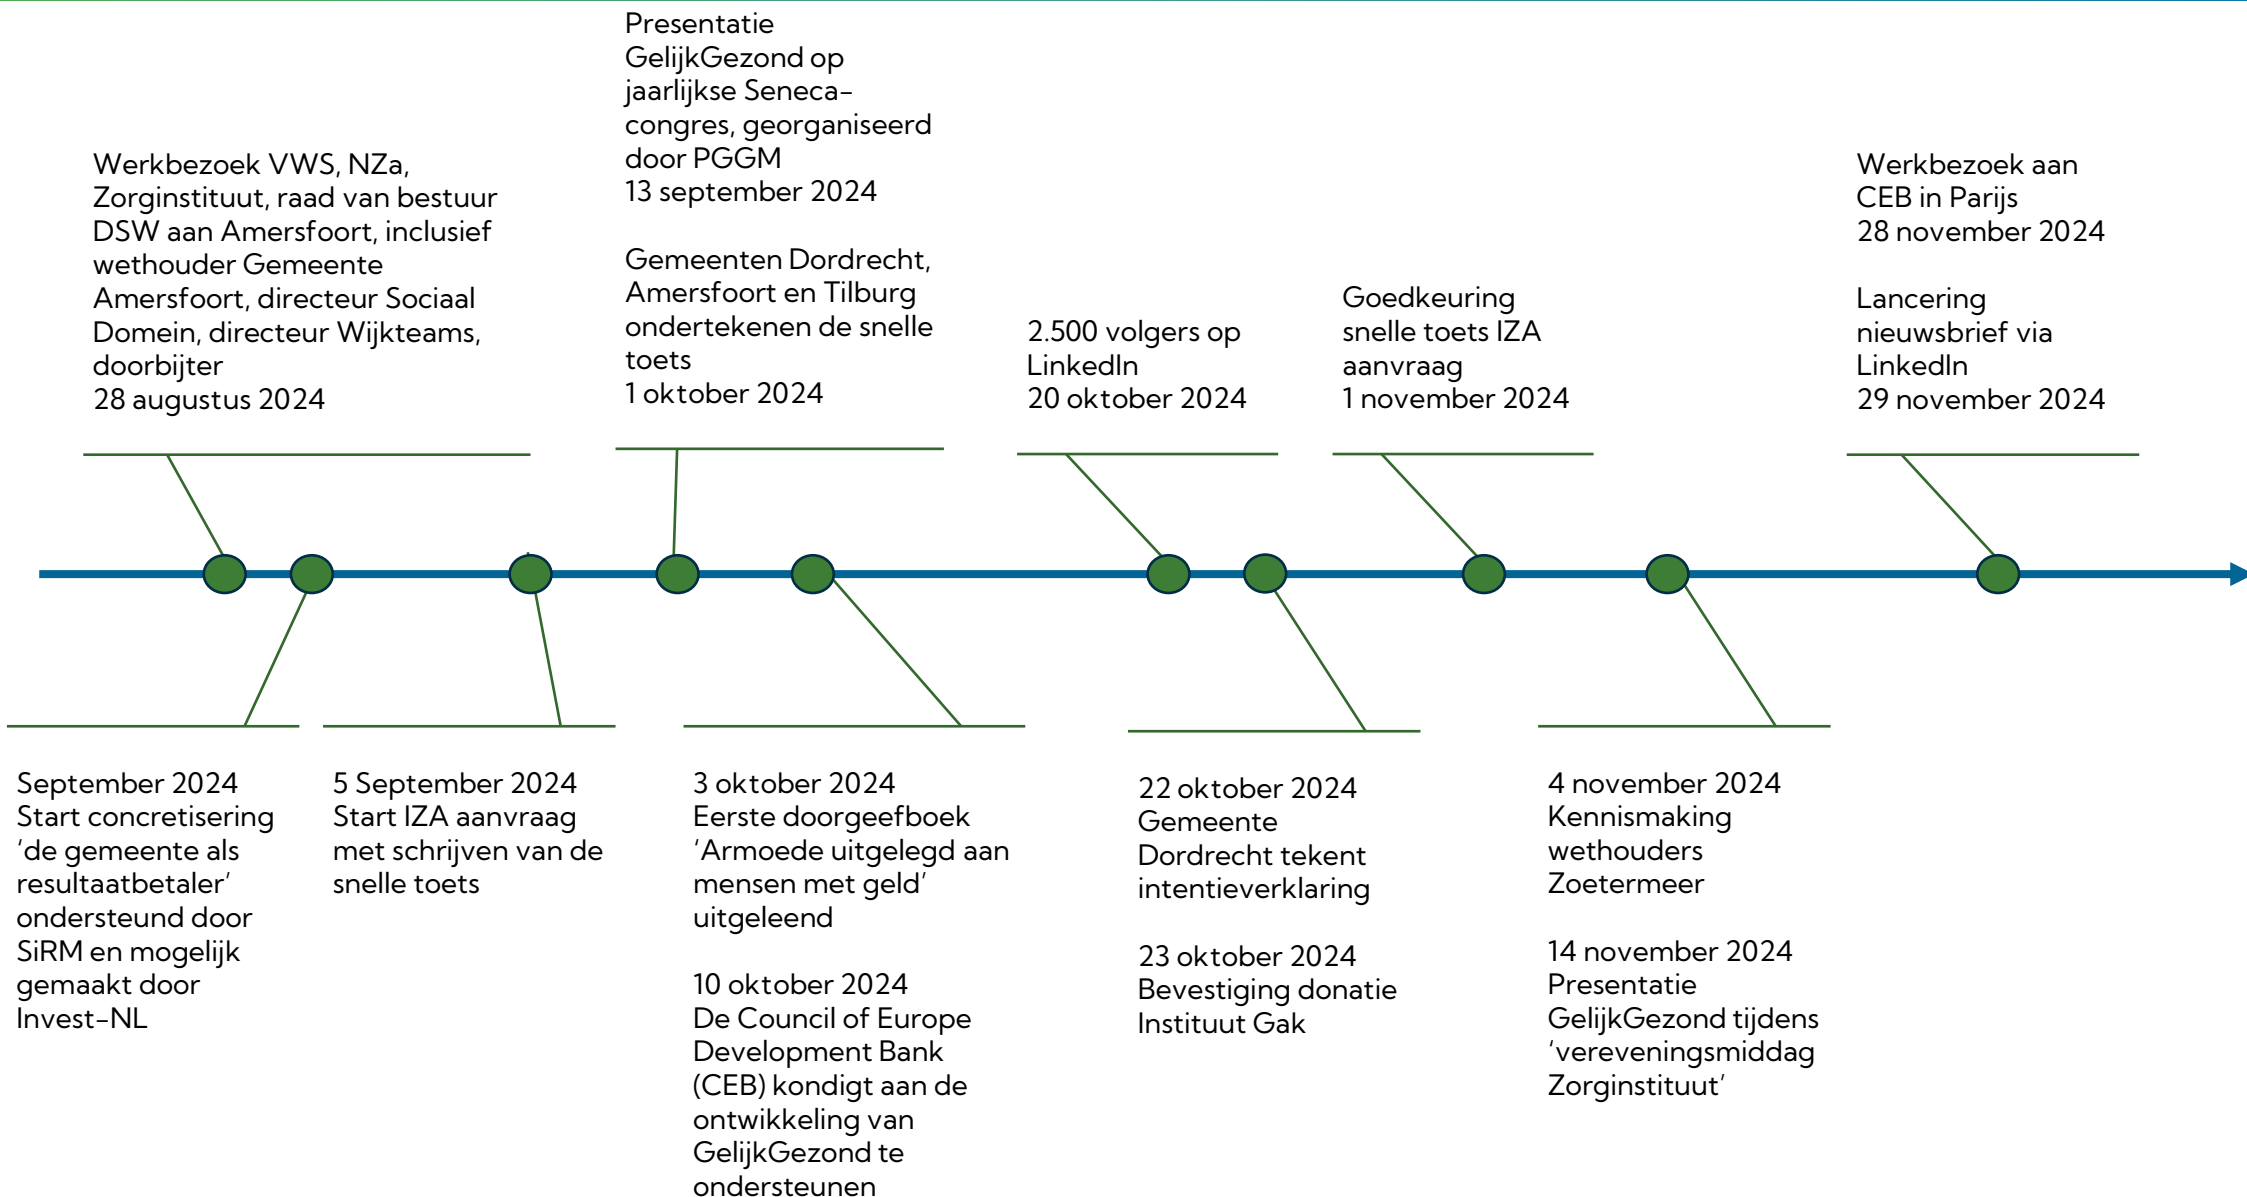 Werkbezoek VWS, NZa,
Zorginstituut, raad van bestuur
DSW aan Amersfoort, inclusief
wethouder Gemeente
Amersfoort, directeur Sociaal
Domein, directeur Wijkteams,
doorbijter
28 augustus 2024
Presentatie
GelijkGezond op
jaarlijkse Seneca-
congres, georganiseerd
door PGGM
13 september 2024
Gemeenten Dordrecht,
Amersfoort en Tilburg
ondertekenen de snelle
toets
1 oktober 2024
2.500 volgers op
LinkedIn
20 oktober 2024
Goedkeuring
snelle toets IZA
aanvraag
1 november 2024
Werkbezoek aan
CEB in Parijs
28 november 2024
Lancering
nieuwsbrief via
LinkedIn
29 november 2024
September 2024
Start concretisering
‘de gemeente als
resultaatbetaler’
ondersteund door
SiRM en mogelijk
gemaakt door
Invest-NL
5 September 2024
Start IZA aanvraag
met schrijven van de
snelle toets
3 oktober 2024
Eerste doorgeefboek
‘Armoede uitgelegd aan
mensen met geld’
uitgeleend
10 oktober 2024
De Council of Europe
Development Bank
(CEB) kondigt aan de
ontwikkeling van
GelijkGezond te
ondersteunen
22 oktober 2024
Gemeente
Dordrecht tekent
intentieverklaring
23 oktober 2024
Bevestiging donatie
Instituut Gak
4 november 2024
Kennismaking
wethouders
Zoetermeer
14 november 2024
Presentatie
GelijkGezond tijdens
‘vereveningsmiddag
Zorginstituut’